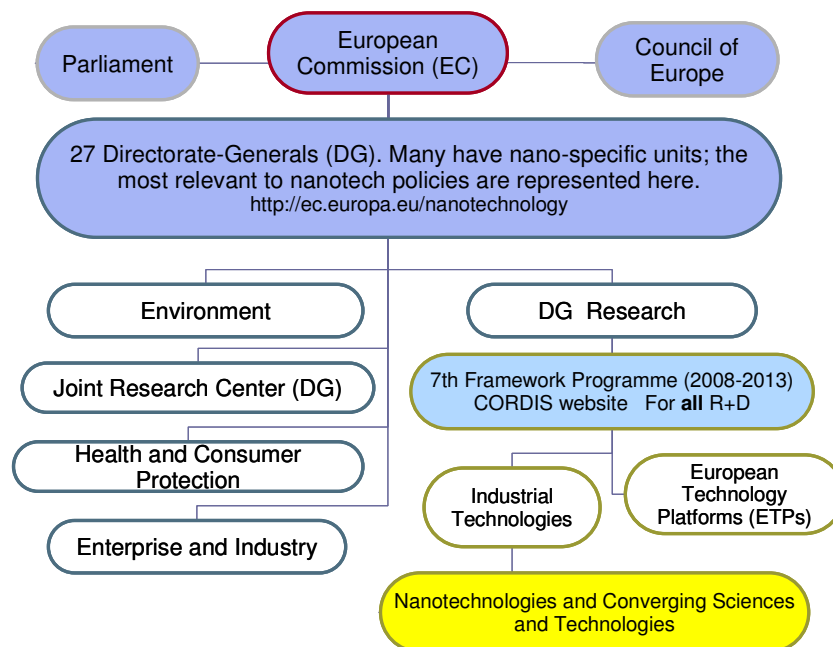 Parliament
European
Commission (EC)
Council of
Europe
27 Directorate-Generals (DG). Many have nano-specific units; the
most relevant to nanotech policies are represented here.
http://ec.europa.eu/nanotechnology
Environment
DG Research
Joint Research Center (DG)
7th Framework Programme (2008-2013)
CORDIS website For all R+D
Health and Consumer
Protection
Industrial
Technologies
European
Technology
Platforms (ETPs)
Enterprise and Industry
Nanotechnologies and Converging Sciences
and Technologies